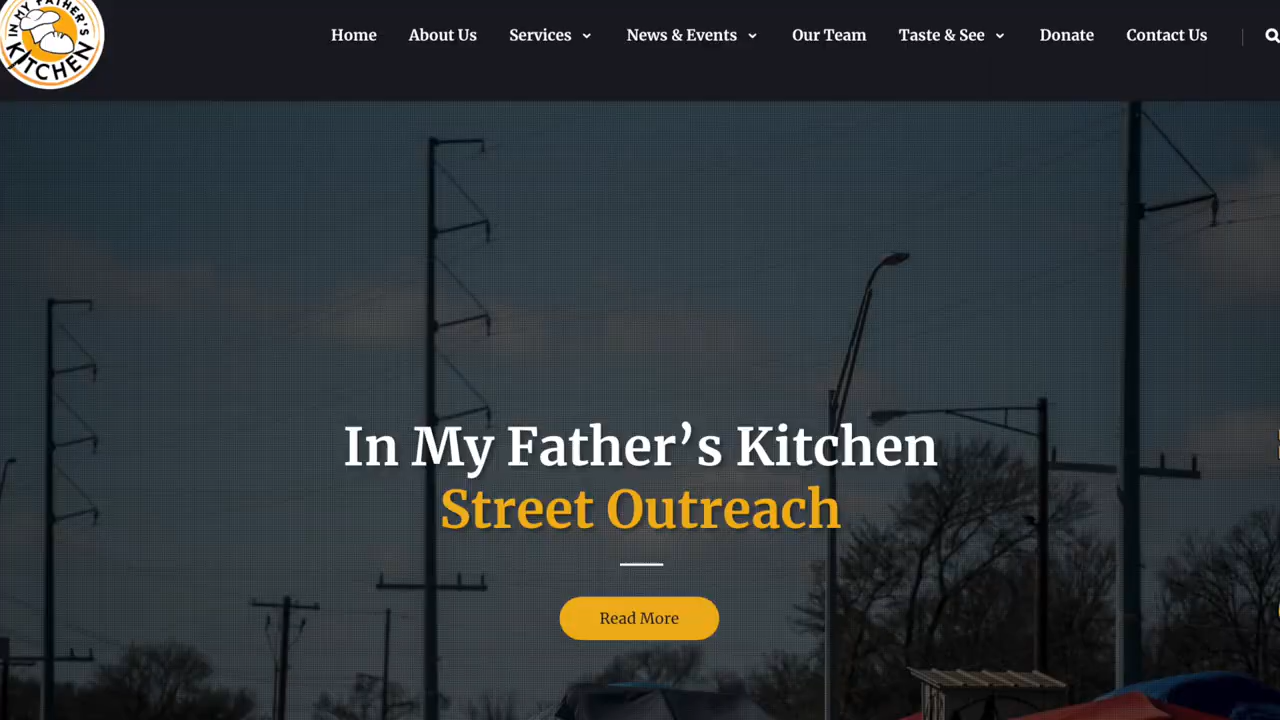 IN MY FATHER'S
KITCHEN
Home
About Us
Services
News & Events
Our Team
Taste & See
Donate
Contact Us
In My Father’s Kitchen
Street Outreach
Read More